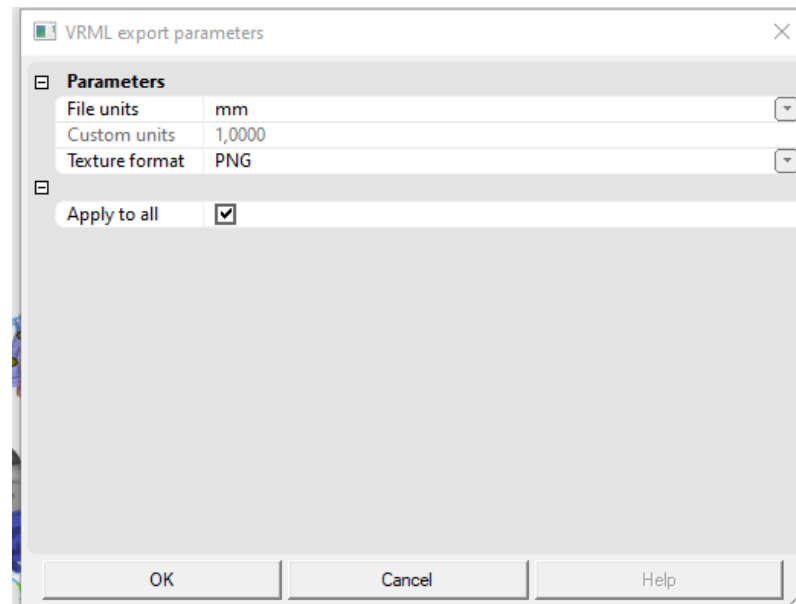 VRML export parameters
Parameters
File units mm
Custom units 1,0000
Texture format PNG
Apply to all
OK Cancel Help